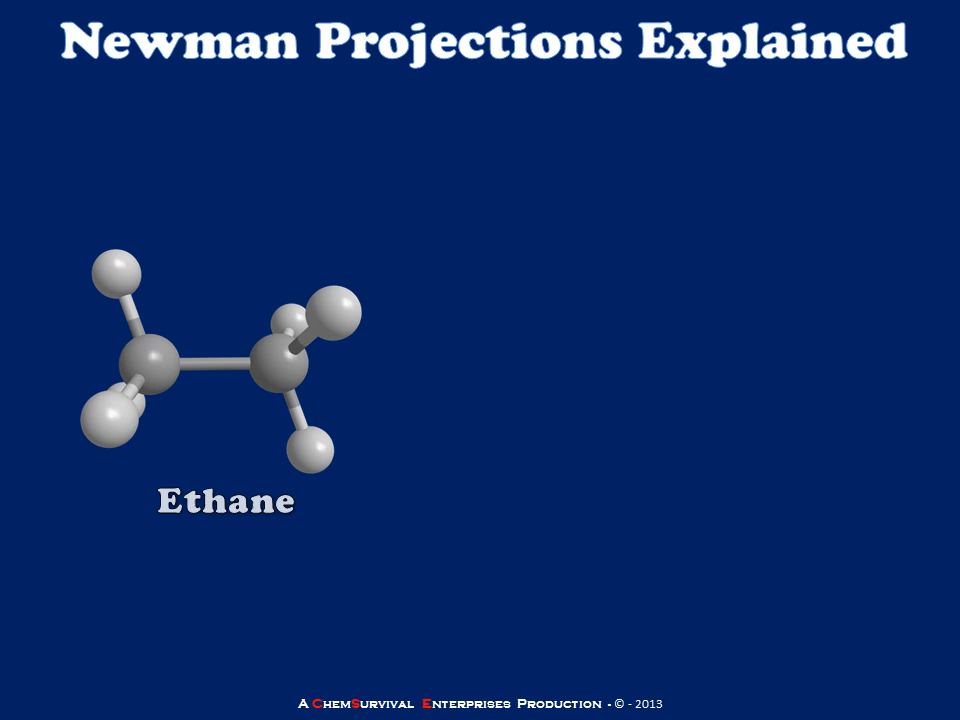 Newman Projections Explained
Ethane
A ChemSurvival Enterprises Production - © - 2013